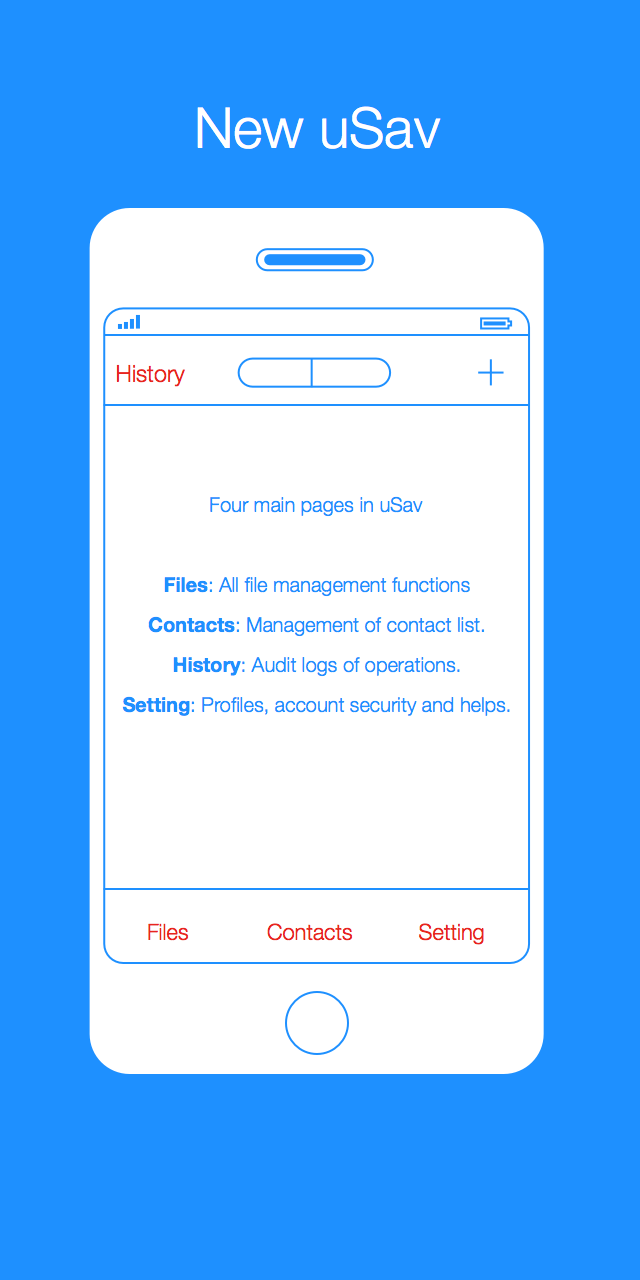 New uSav
History
Four main pages in uSav
Files: All file management functions
Contacts: Management of contact list.
History: Audit logs of operations.
Setting: Profiles, account security and helps.
Files Contacts Setting